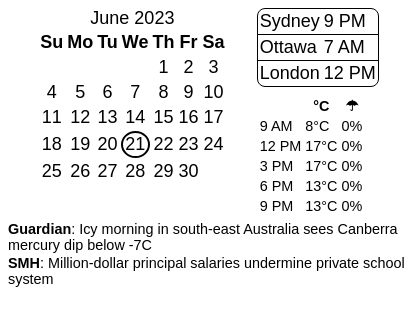 June 2023
Su Mo Tu We Th Fr Sa
1 2 3
4 5 6 7 8 9 10
11 12 13 14 15 16 17
18 19 20 21 22 23 24
25 26 27 28 29 30
Sydney 9 PM
Ottawa 7 AM
London 12 PM
°C ☂
9 AM 8°C 0%
12 PM 17°C 0%
3 PM 17°C 0%
6 PM 13°C 0%
9 PM 13°C 0%
Guardian: Icy morning in south-east Australia sees Canberra
mercury dip below -7C
SMH: Million-dollar principal salaries undermine private school
system